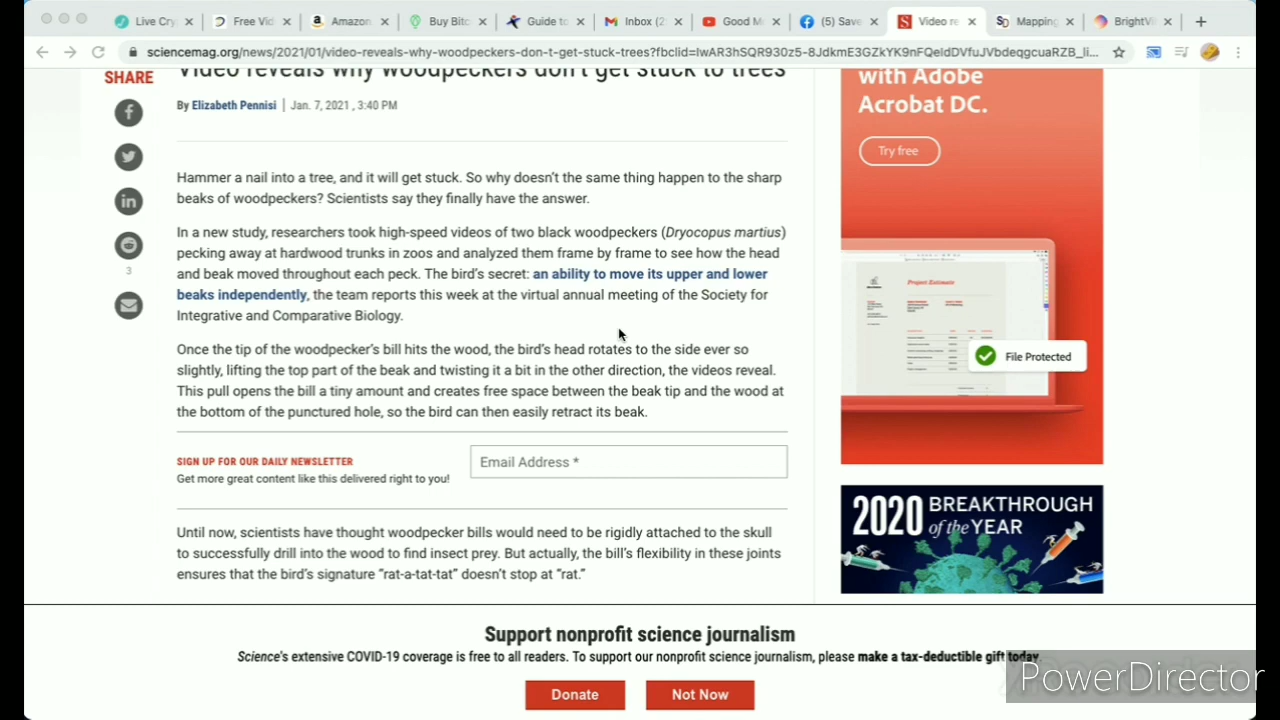 Live Cry
Free Vid
Amazon
Buy Bitc
Guide to
Inbox (2
Good M
(5) Save
Video re
Mapping
BrightVi
sciencemag.org/news/2021/01/video-reveals-why-woodpeckers-don-t-get-stuck-trees?fbclid=IwAR3hSQR930z5-8JdkmE3GZkYK9nFQeldDVfuJVbdeqgcuaRZB_li...
SHARE
Video reveals why woodpeckers don't get stuck to trees
By Elizabeth Pennisi | Jan. 7, 2021 , 3:40 PM
Hammer a nail into a tree, and it will get stuck. So why doesn't the same thing happen to the sharp
beaks of woodpeckers? Scientists say they finally have the answer.
In a new study, researchers took high-speed videos of two black woodpeckers (Dryocopus martius)
pecking away at hardwood trunks in zoos and analyzed them frame by frame to see how the head
and beak moved throughout each peck. The bird's secret: an ability to move its upper and lower
beaks independently, the team reports this week at the virtual annual meeting of the Society for
Integrative and Comparative Biology.
3
Once the tip of the woodpecker's bill hits the wood, the bird's head rotates to the side ever so
slightly, lifting the top part of the beak and twisting it a bit in the other direction, the videos reveal.
This pull opens the bill a tiny amount and creates free space between the beak tip and the wood at
the bottom of the punctured hole, so the bird can then easily retract its beak.
SIGN UP FOR OUR DAILY NEWSLETTER
Get more great content like this delivered right to you!
Email Address *
Until now, scientists have thought woodpecker bills would need to be rigidly attached to the skull
to successfully drill into the wood to find insect prey. But actually, the bill's flexibility in these joints
ensures that the bird's signature "rat-a-tat-tat" doesn't stop at "rat."
with Adobe
Acrobat DC.
Try free
Project Estimate
File Protected
2020 BREAKTHROUGH
of the YEAR
Support nonprofit science journalism
Science's extensive COVID-19 coverage is free to all readers. To support our nonprofit science journalism, please make a tax-deductible gift today.
Donate
Not Now
PowerDirector